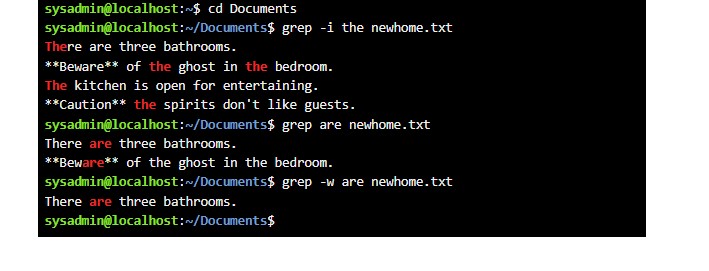 sysadmin@localhost:~$ cd Documents
sysadmin@localhost:~/Documents$ grep -i the newhome.txt
There are three bathrooms.
**Beware** of the ghost in the bedroom.
The kitchen is open for entertaining.
**Caution** the spirits don't like guests.
sysadmin@localhost:~/Documents$ grep are newhome.txt
There are three bathrooms.
**Beware** of the ghost in the bedroom.
sysadmin@localhost:~/Documents$ grep -w are newhome.txt
There are three bathrooms.
sysadmin@localhost:~/Documents$